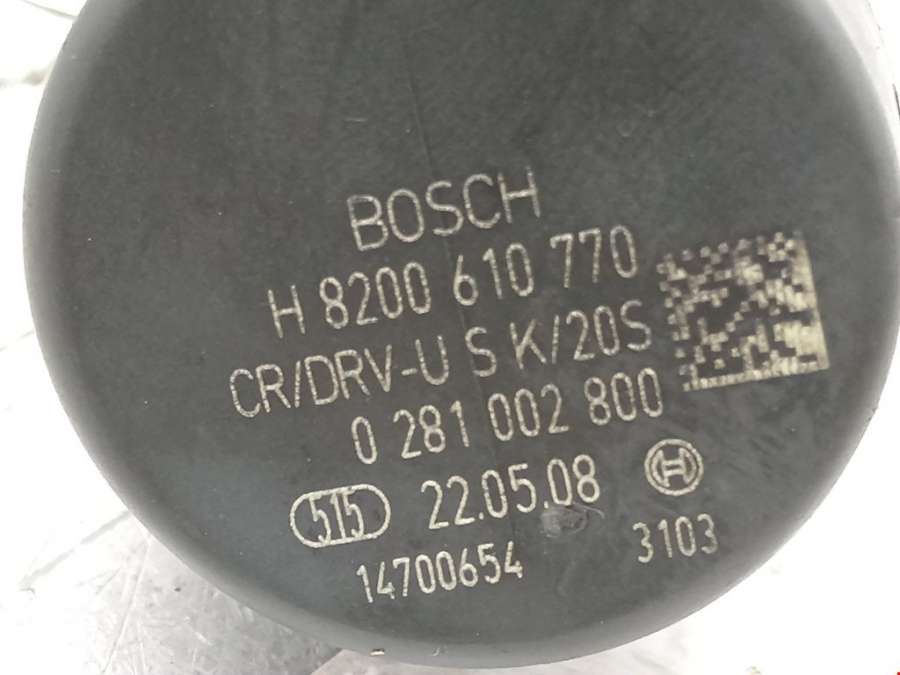 BOSCH
H 8200 610 770
CR/DRV-U S K/20S
0 281 002 800
515 22.05.08
14700654 3103